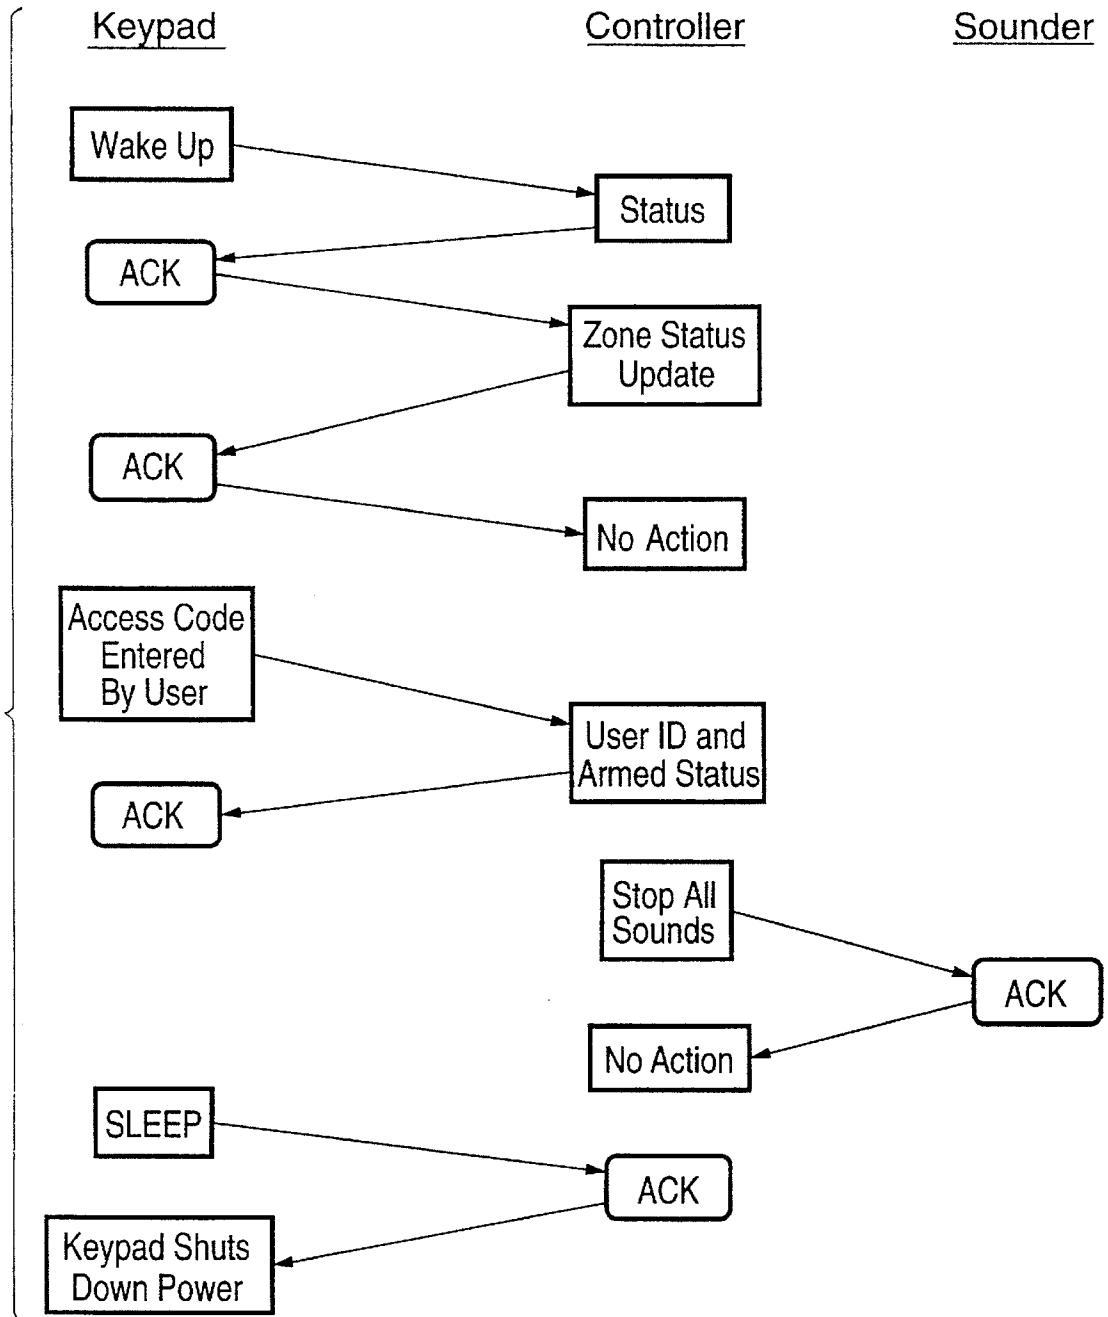 Keypad Controller Sounder
Wake Up
Status
ACK
Zone Status
Update
ACK
No Action
Access Code
Entered
By User
User ID and
Armed Status
ACK
Stop All
Sounds
ACK
No Action
SLEEP
ACK
Keypad Shuts
Down Power